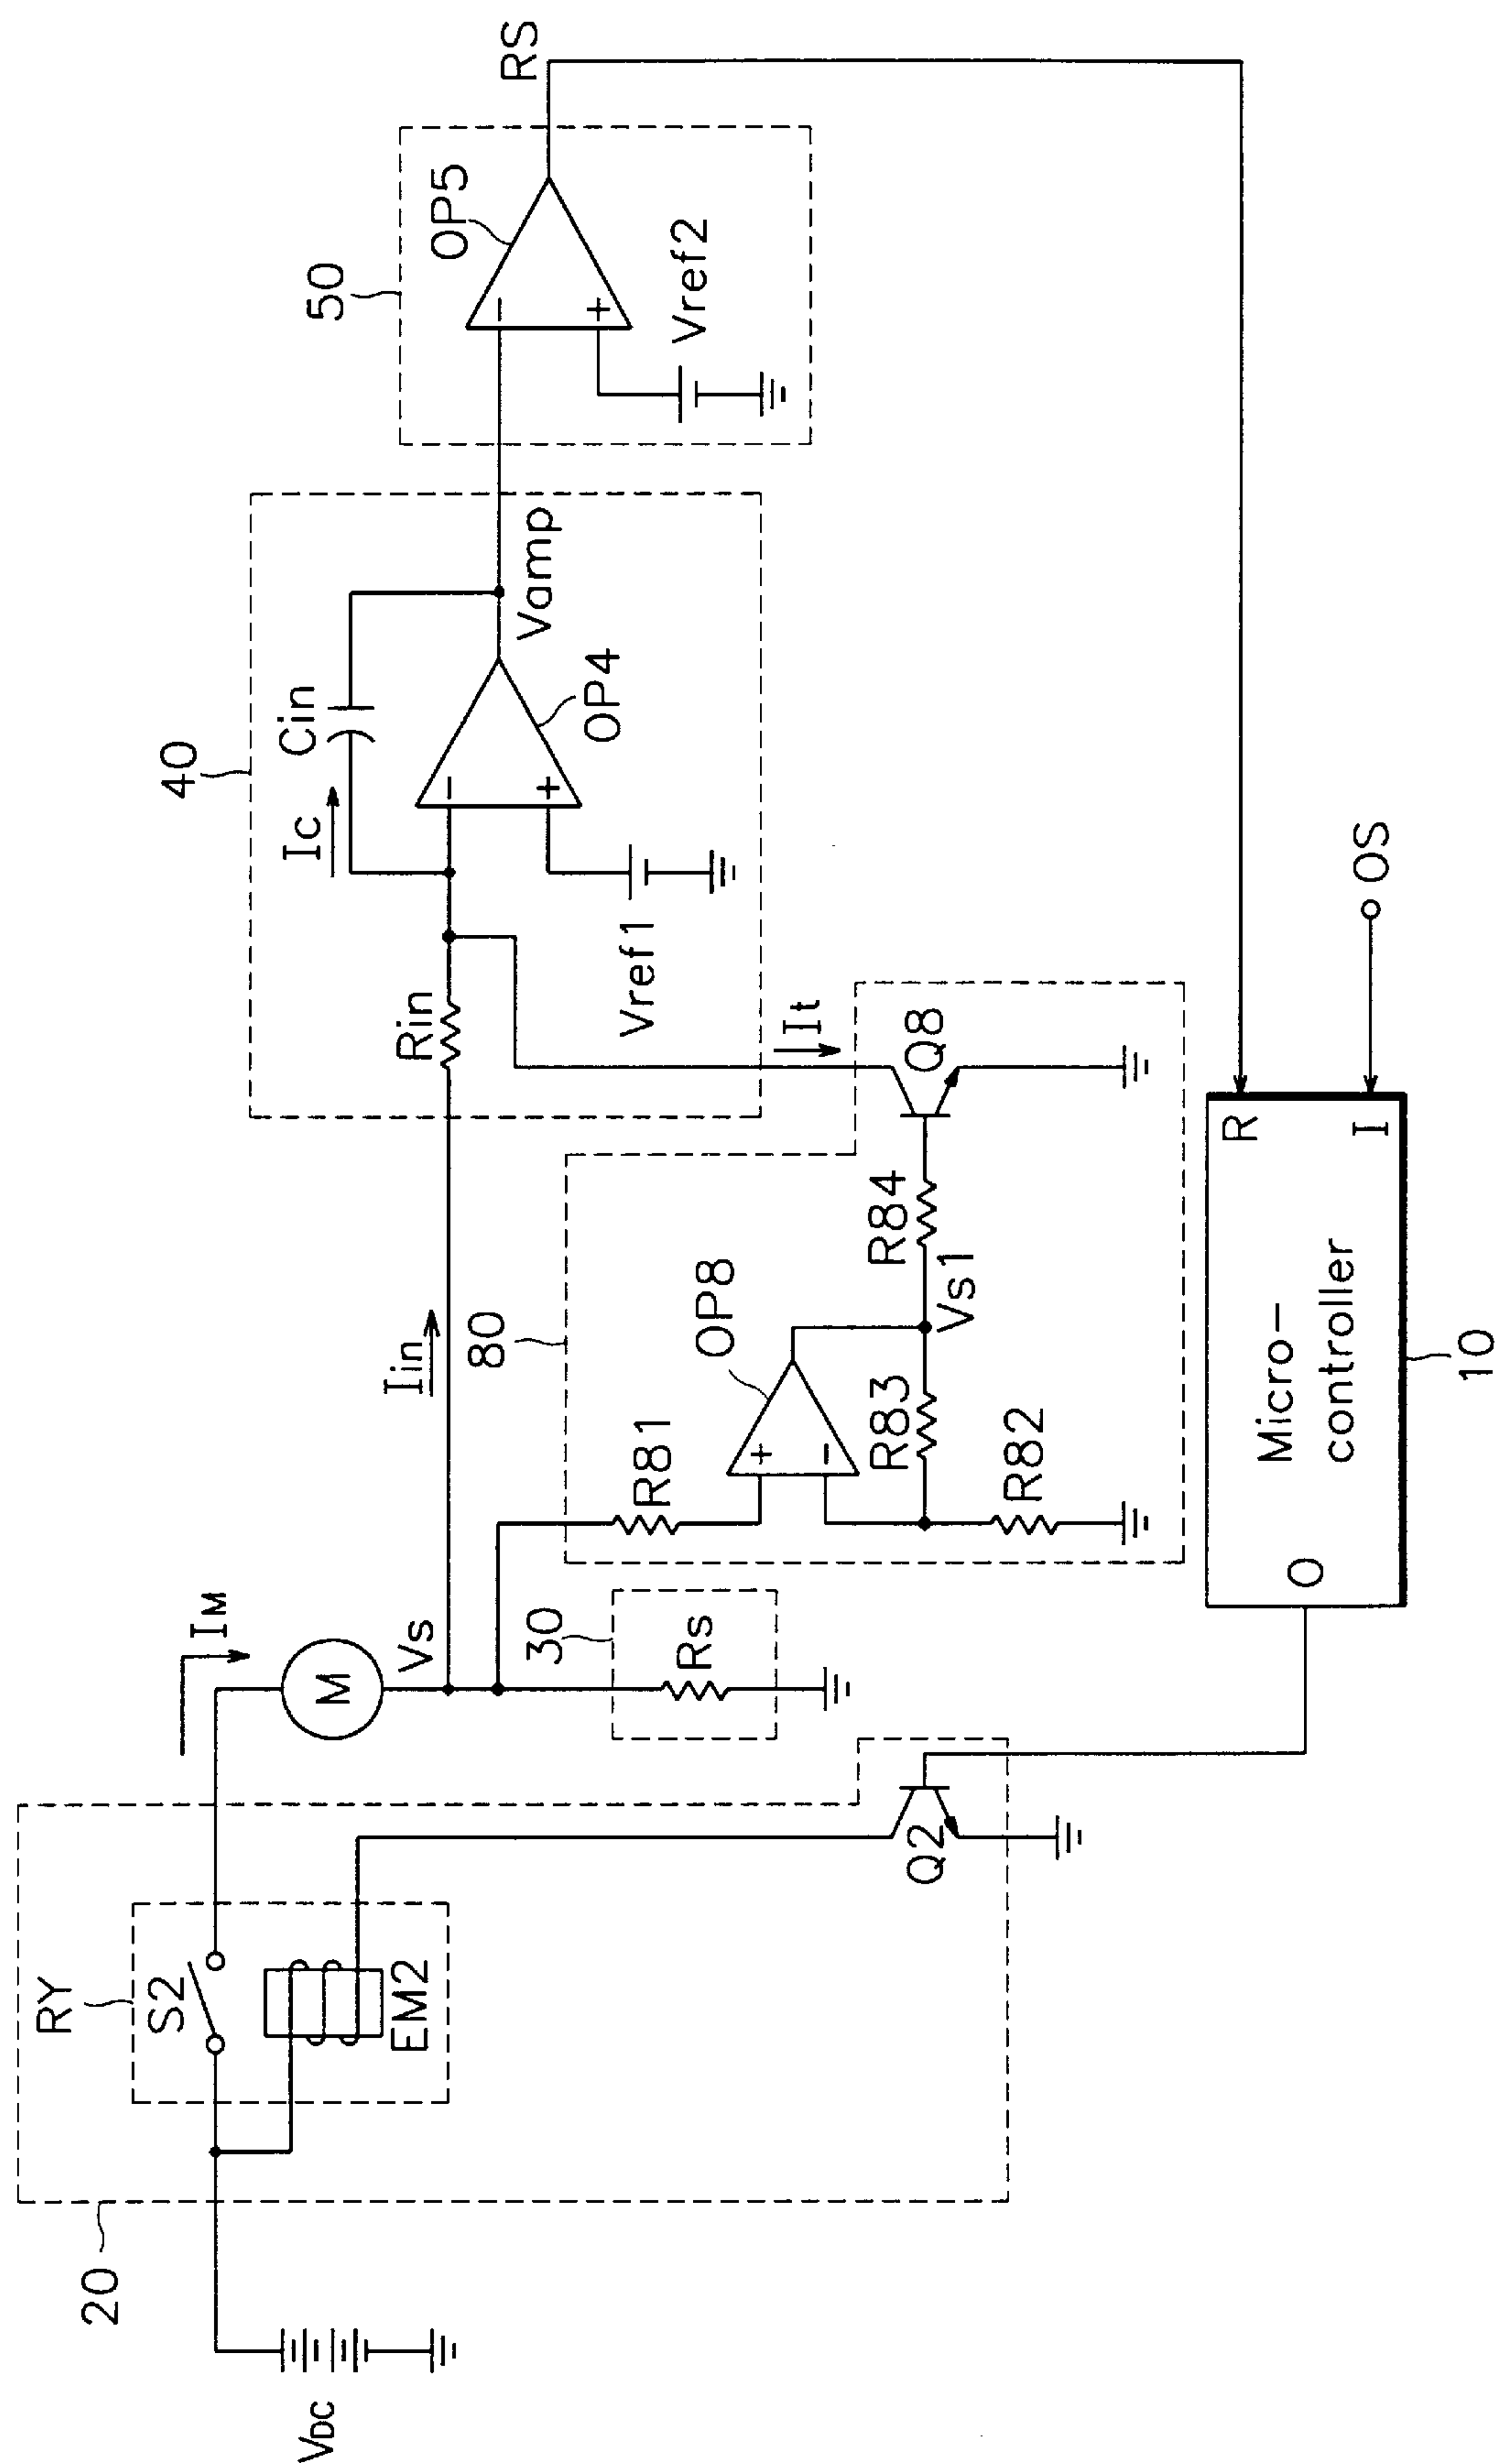 20
RY
S2
EM2
VDC
Q2
IM
M
Vs
30
Rs
Iin
80
R81
OP8
+
−
R83
R82
Vs1
R84
Q8
It
40
Rin
Ic
Cin
−
+
OP4
Vref1
Vamp
50
OP5
−
+
Vref2
RS
OS
R
I
O
Micro-
controller
10